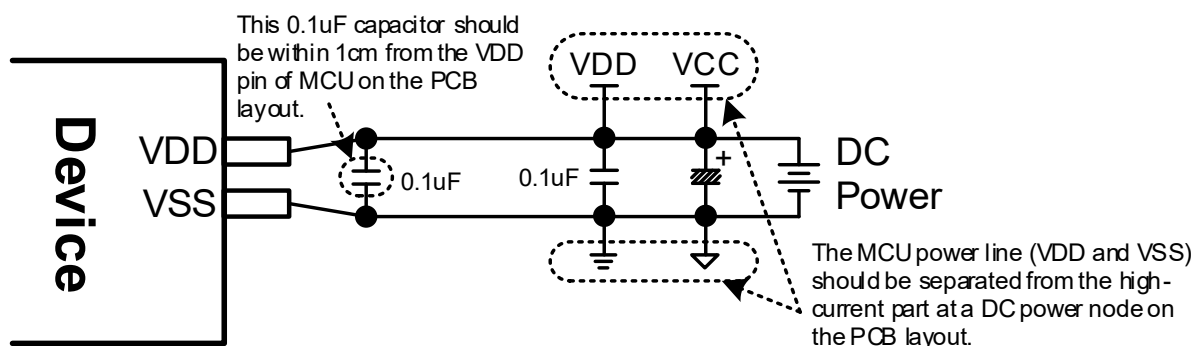 This 0.1uF capacitor should
be within 1cm from the VDD
pin of MCU on the PCB
layout.
VDD VCC
Device
VDD
VSS
0.1uF
0.1uF
+
DC
Power
The MCU power line (VDD and VSS)
should be separated from the high-
current part at a DC power node on
the PCB layout.